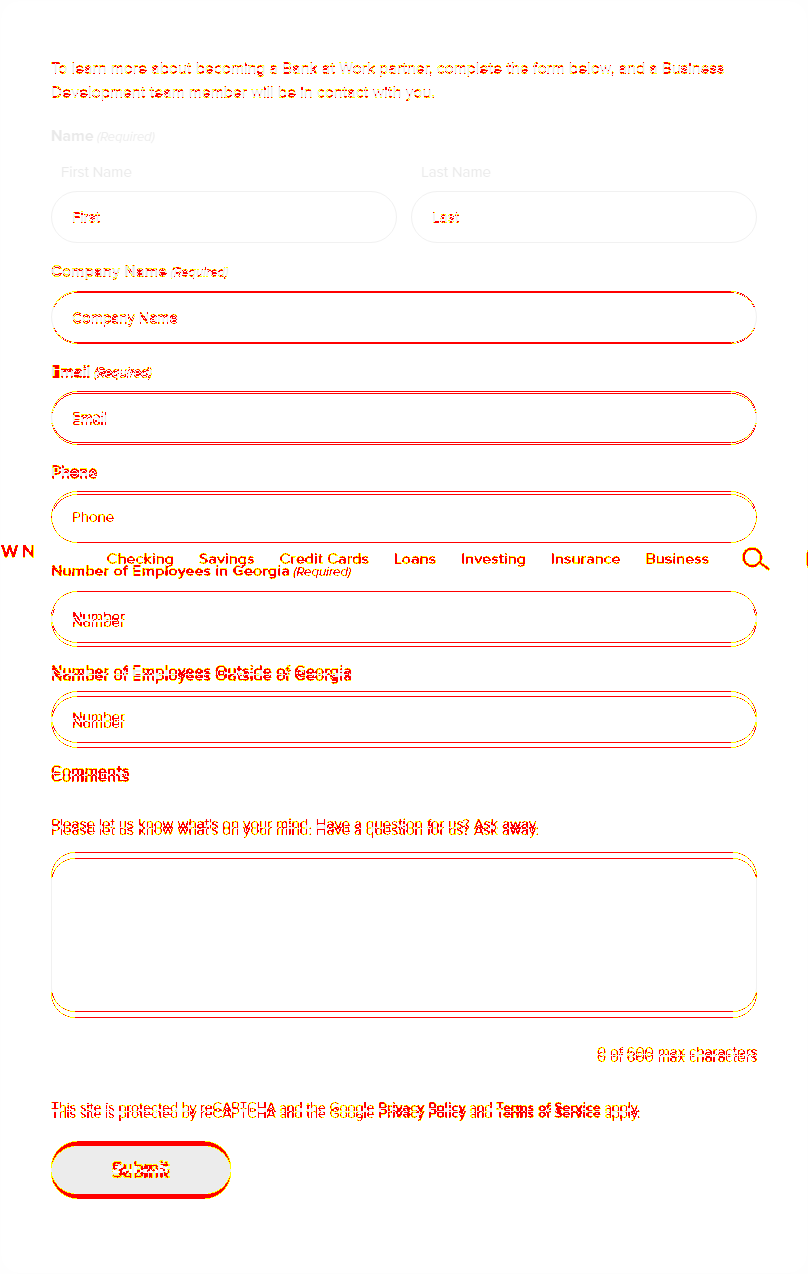 To learn more about becoming a Bank at Work partner, complete the form below, and a Business
Development team member will be in contact with you.
Name (Required)
First Name Last Name
First Last
Company Name (Required)
Company Name
Email (Required)
Email
Phone
Phone
WN Checking Savings Credit Cards Loans Investing Insurance Business
Number of Employees in Georgia (Required)
Number
Number of Employees Outside of Georgia
Number
Comments
Please let us know what's on your mind. Have a question for us? Ask away.
0 of 500 max characters
This site is protected by reCAPTCHA and the Google Privacy Policy and Terms of Service apply.
Submit